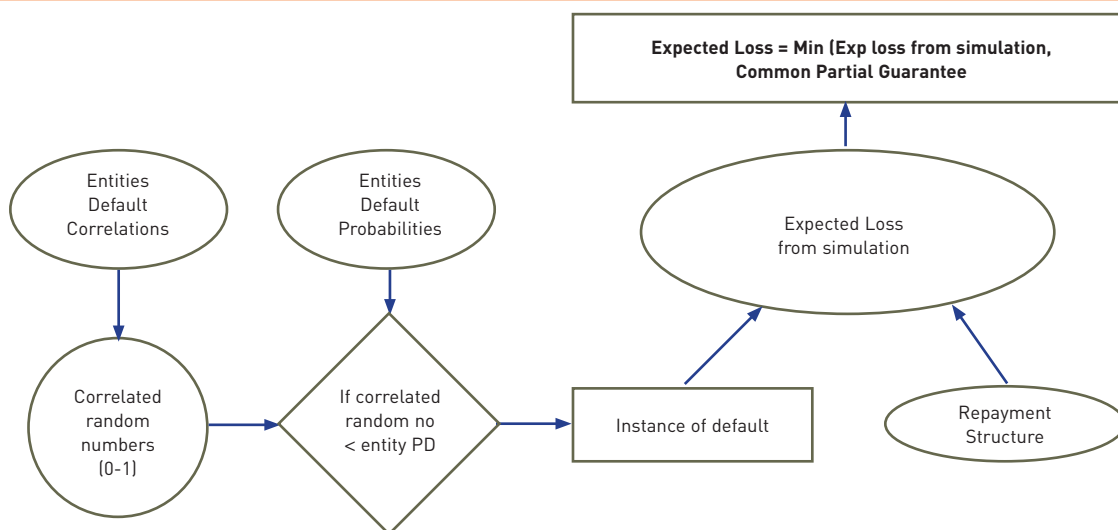 Expected Loss = Min (Exp loss from simulation,
Common Partial Guarantee
Entities
Default
Correlations
Entities
Default
Probabilities
Expected Loss
from simulation
Correlated
random
numbers
(0-1)
If correlated
random no
< entity PD
Instance of default
Repayment
Structure